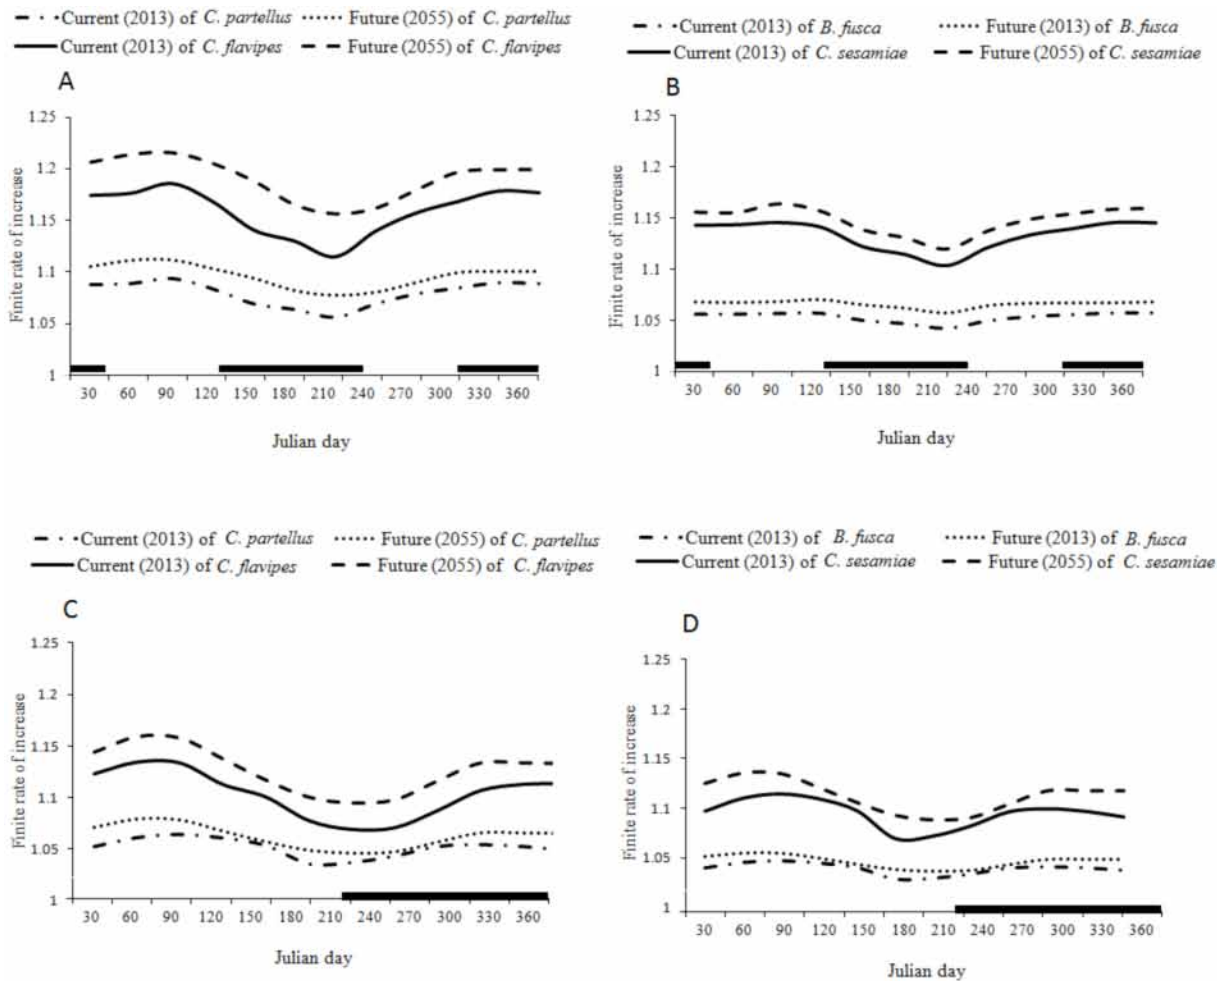 Current (2013) of C. partellus
Future (2055) of C. partellus
Current (2013) of C. flavipes
Future (2055) of C. flavipes
A
1.25
1.2
1.15
1.1
1.05
1
Finite rate of increase
30 60 90 120 150 180 210 240 270 300 330 360
Julian day
Current (2013) of B. fusca
Future (2013) of B. fusca
Current (2013) of C. sesamiae
Future (2055) of C. sesamiae
B
1.25
1.2
1.15
1.1
1.05
1
Finite rate of increase
30 60 90 120 150 180 210 240 270 300 330 360
Julian day
Current (2013) of C. partellus
Future (2055) of C. partellus
Current (2013) of C. flavipes
Future (2055) of C. flavipes
C
1.25
1.2
1.15
1.1
1.05
1
Finite rate of increase
30 60 90 120 150 180 210 240 270 300 330 360
Julian day
Current (2013) of B. fusca
Future (2013) of B. fusca
Current (2013) of C. sesamiae
Future (2055) of C. sesamiae
D
1.25
1.2
1.15
1.1
1.05
1
Finite rate of increase
30 60 90 120 150 180 210 240 270 300 330 360
Julian day